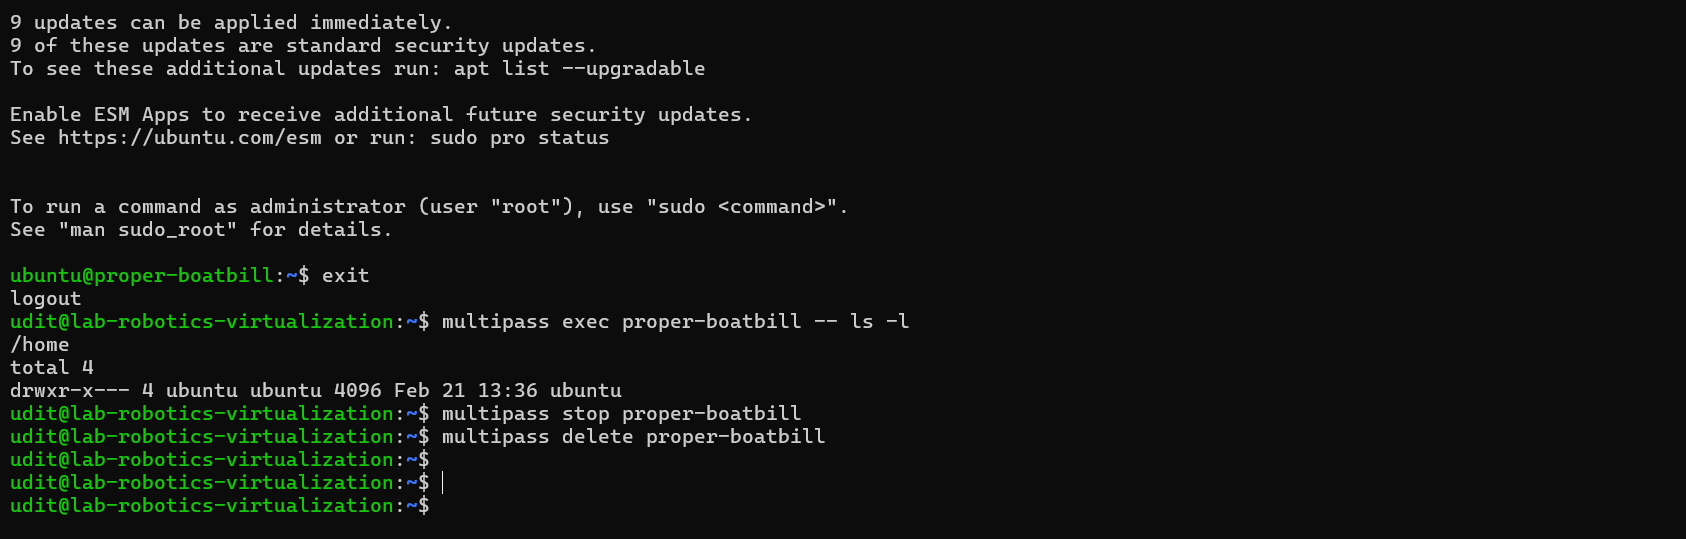 9 updates can be applied immediately.
9 of these updates are standard security updates.
To see these additional updates run: apt list --upgradable
Enable ESM Apps to receive additional future security updates.
See https://ubuntu.com/esm or run: sudo pro status
To run a command as administrator (user "root"), use "sudo <command>".
See "man sudo_root" for details.
ubuntu@proper-boatbill:~$ exit
logout
udit@lab-robotics-virtualization:~$ multipass exec proper-boatbill -- ls -l
/home
total 4
drwxr-x--- 4 ubuntu ubuntu 4096 Feb 21 13:36 ubuntu
udit@lab-robotics-virtualization:~$ multipass stop proper-boatbill
udit@lab-robotics-virtualization:~$ multipass delete proper-boatbill
udit@lab-robotics-virtualization:~$
udit@lab-robotics-virtualization:~$
udit@lab-robotics-virtualization:~$